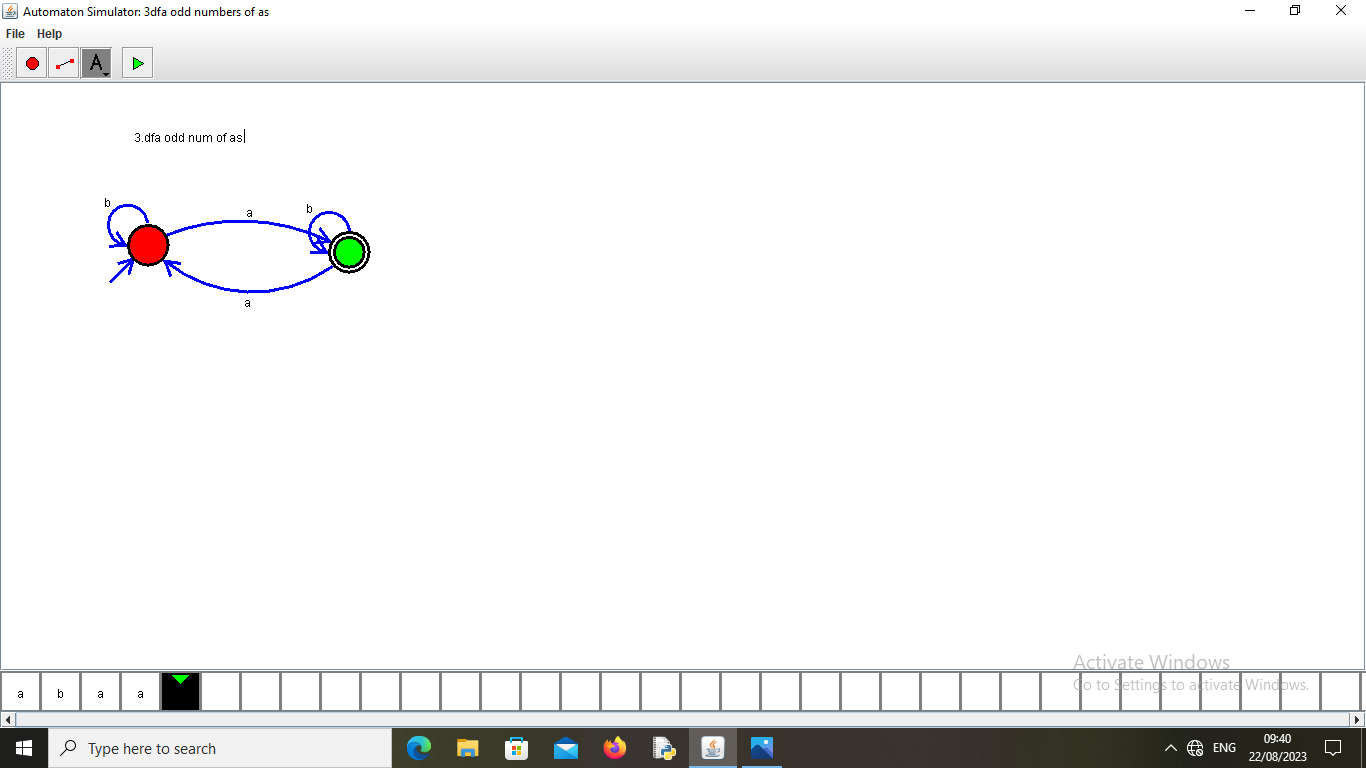 Automaton Simulator: 3dfa odd numbers of as
File Help
A
3.dfa odd num of as
b
a
b
a
Activate Windows
Go to Settings to activate Windows.
a b a a
Type here to search
ENG
09:40
22/08/2023